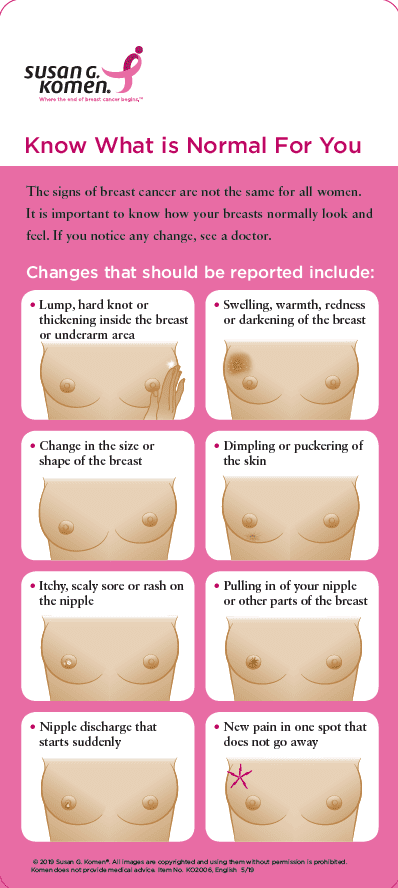 susan g.
komen.
Where the end of breast cancer begins.™
Know What is Normal For You
The signs of breast cancer are not the same for all women.
It is important to know how your breasts normally look and
feel. If you notice any change, see a doctor.
Changes that should be reported include:
• Lump, hard knot or
thickening inside the breast
or underarm area
• Swelling, warmth, redness
or darkening of the breast
• Change in the size or
shape of the breast
• Dimpling or puckering of
the skin
• Itchy, scaly sore or rash on
the nipple
• Pulling in of your nipple
or other parts of the breast
• Nipple discharge that
starts suddenly
• New pain in one spot that
does not go away
© 2019 Susan G. Komen®. All images are copyrighted and using them without permission is prohibited.
Komen does not provide medical advice. Item No. KO2006, English 5/19